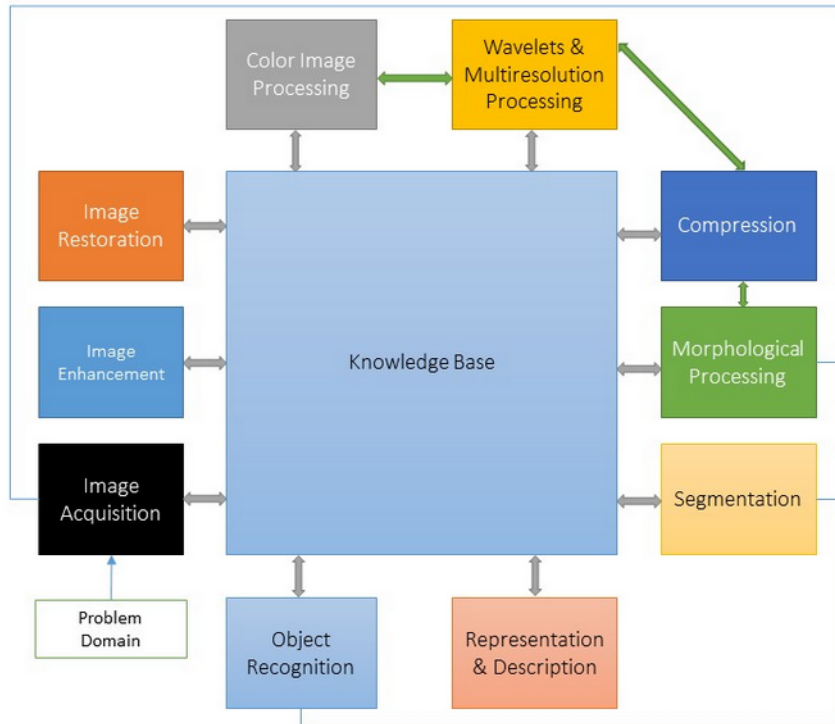 Color Image
Processing
Wavelets &
Multiresolution
Processing
Image
Restoration
Compression
Image
Enhancement
Knowledge Base
Morphological
Processing
Image
Acquisition
Segmentation
Problem
Domain
Object
Recognition
Representation
& Description